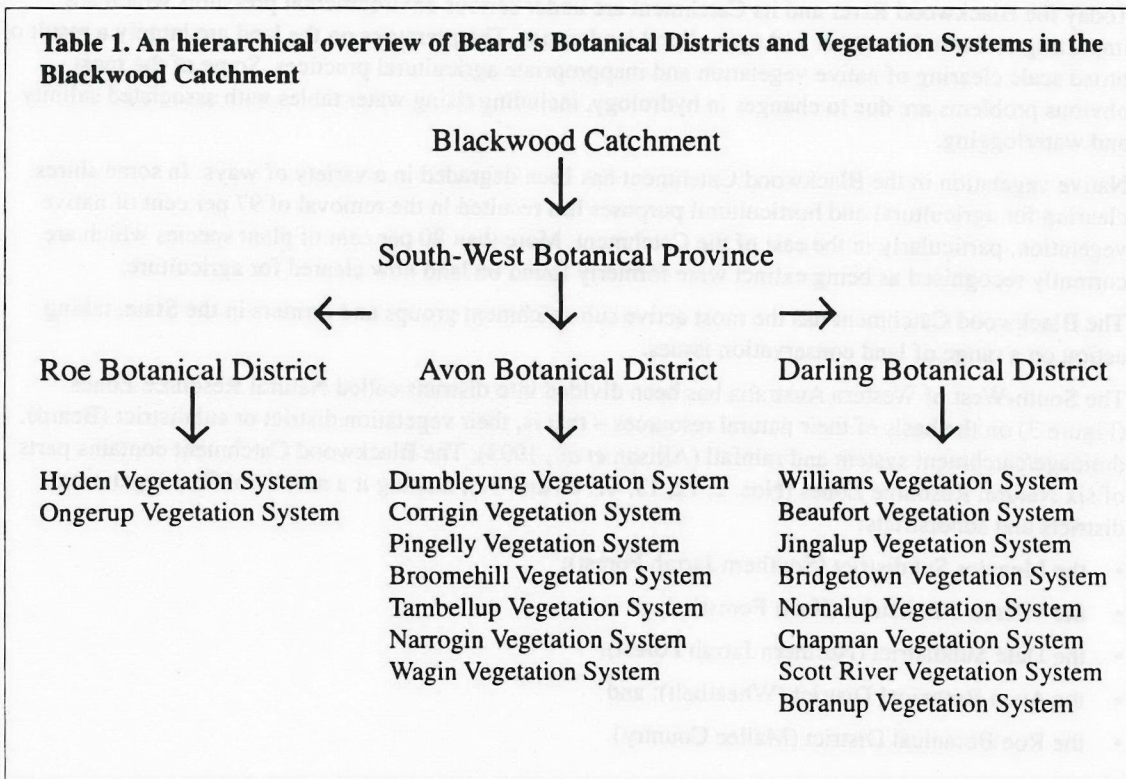 Table 1. An hierarchical overview of Beard's Botanical Districts and Vegetation Systems in the
Blackwood Catchment
Blackwood Catchment
South-West Botanical Province
Roe Botanical District
Hyden Vegetation System
Ongerup Vegetation System
Avon Botanical District
Dumbleyung Vegetation System
Corrigin Vegetation System
Pingelly Vegetation System
Broomehill Vegetation System
Tambellup Vegetation System
Narrogin Vegetation System
Wagin Vegetation System
Darling Botanical District
Williams Vegetation System
Beaufort Vegetation System
Jingalup Vegetation System
Bridgetown Vegetation System
Nornalup Vegetation System
Chapman Vegetation System
Scott River Vegetation System
Boranup Vegetation System